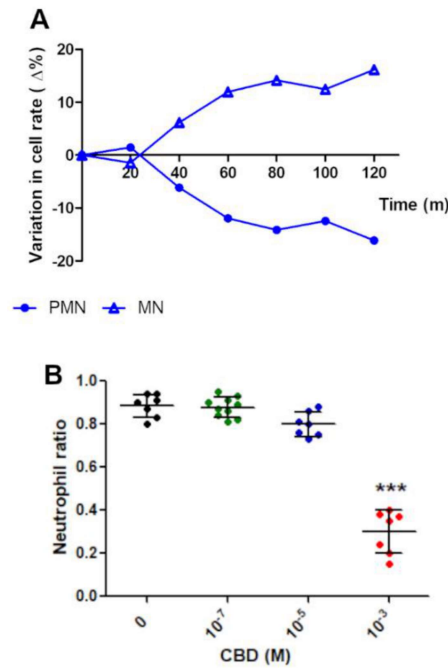 A
Variation in cell rate ( Δ%)
20
10
0
-10
-20
20 40 60 80 100 120
Time (m)
PMN MN
B
Neutrophil ratio
1.0
0.8
0.6
0.4
0.2
0.0
***
0 10⁻⁷ 10⁻⁵ 10⁻³
CBD (M)